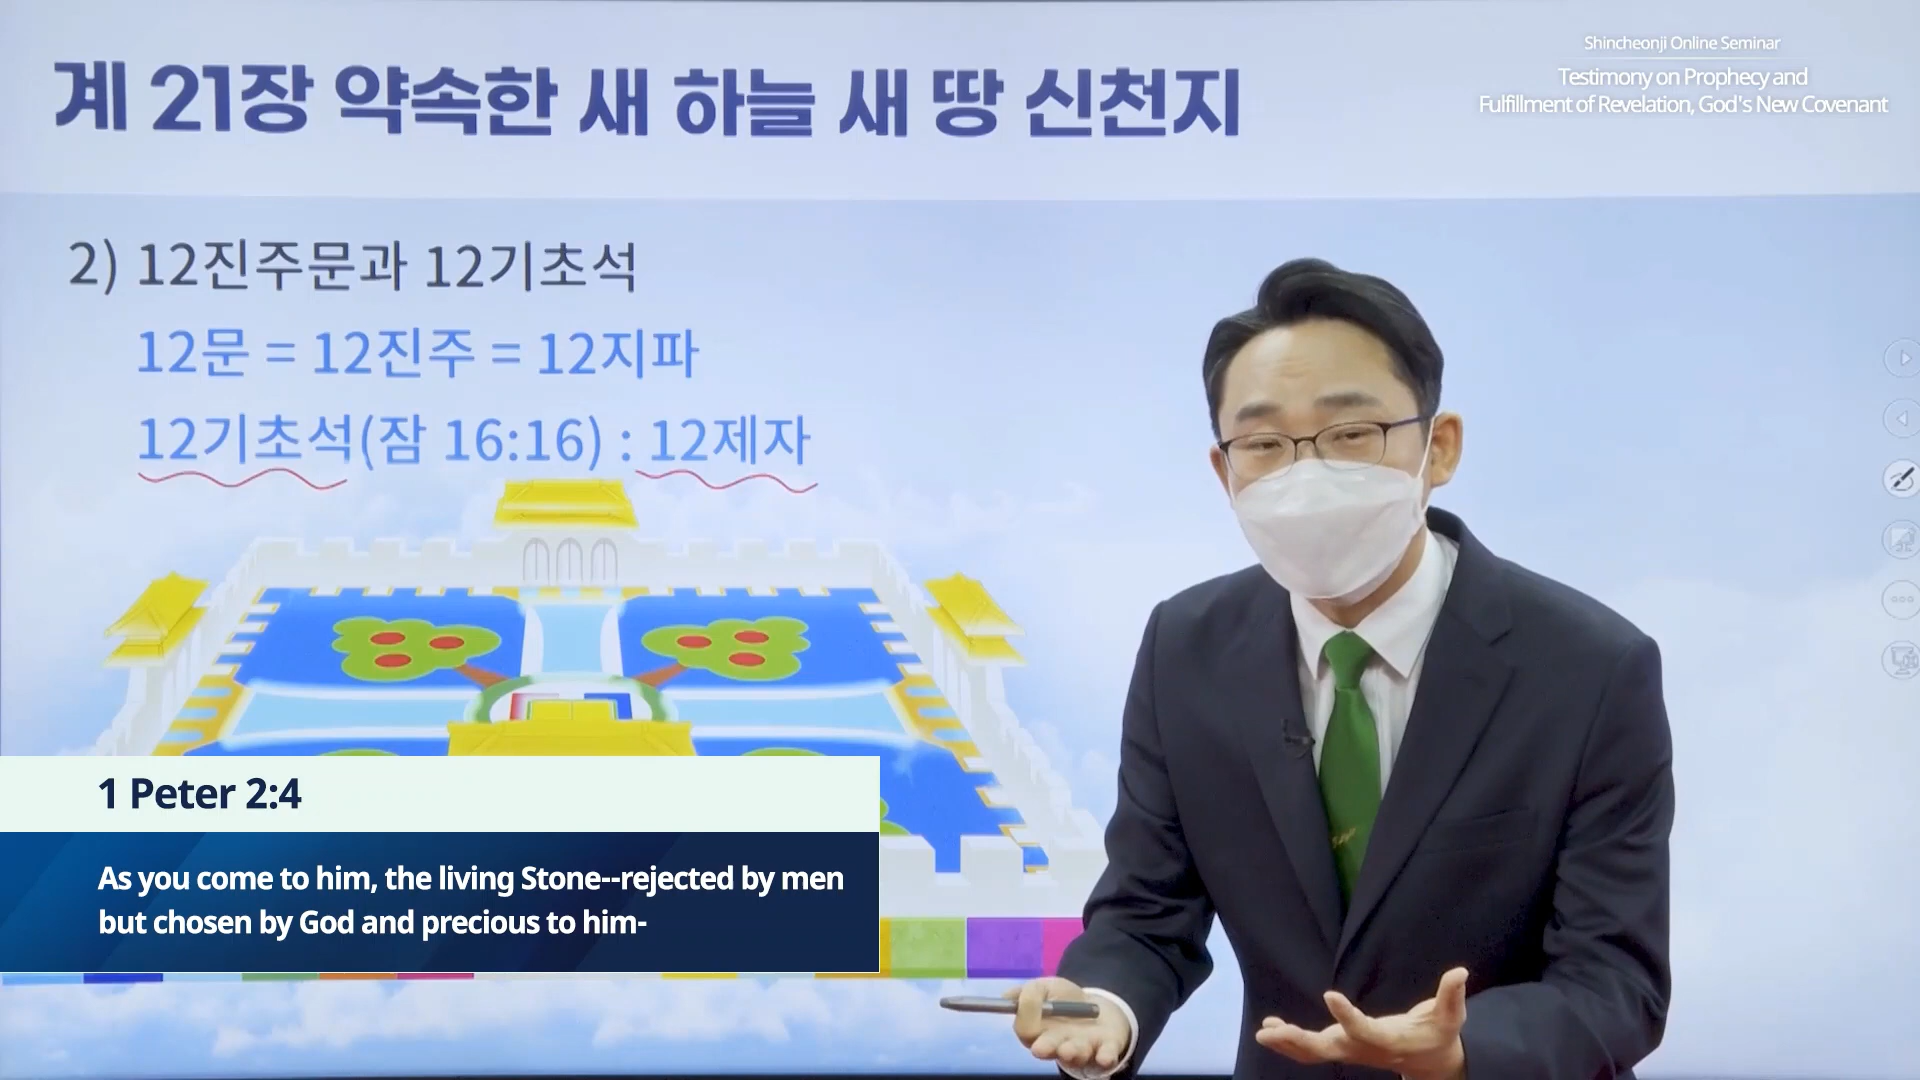 계 21장 약속한 새 하늘 새 땅 신천지
Shincheonji Online Seminar
Testimony on Prophecy and
Fulfillment of Revelation, God's New Covenant
2) 12진주문과 12기초석
12문 = 12진주 = 12지파
12기초석(잠 16:16) : 12제자
1 Peter 2:4
As you come to him, the living Stone--rejected by men
but chosen by God and precious to him-